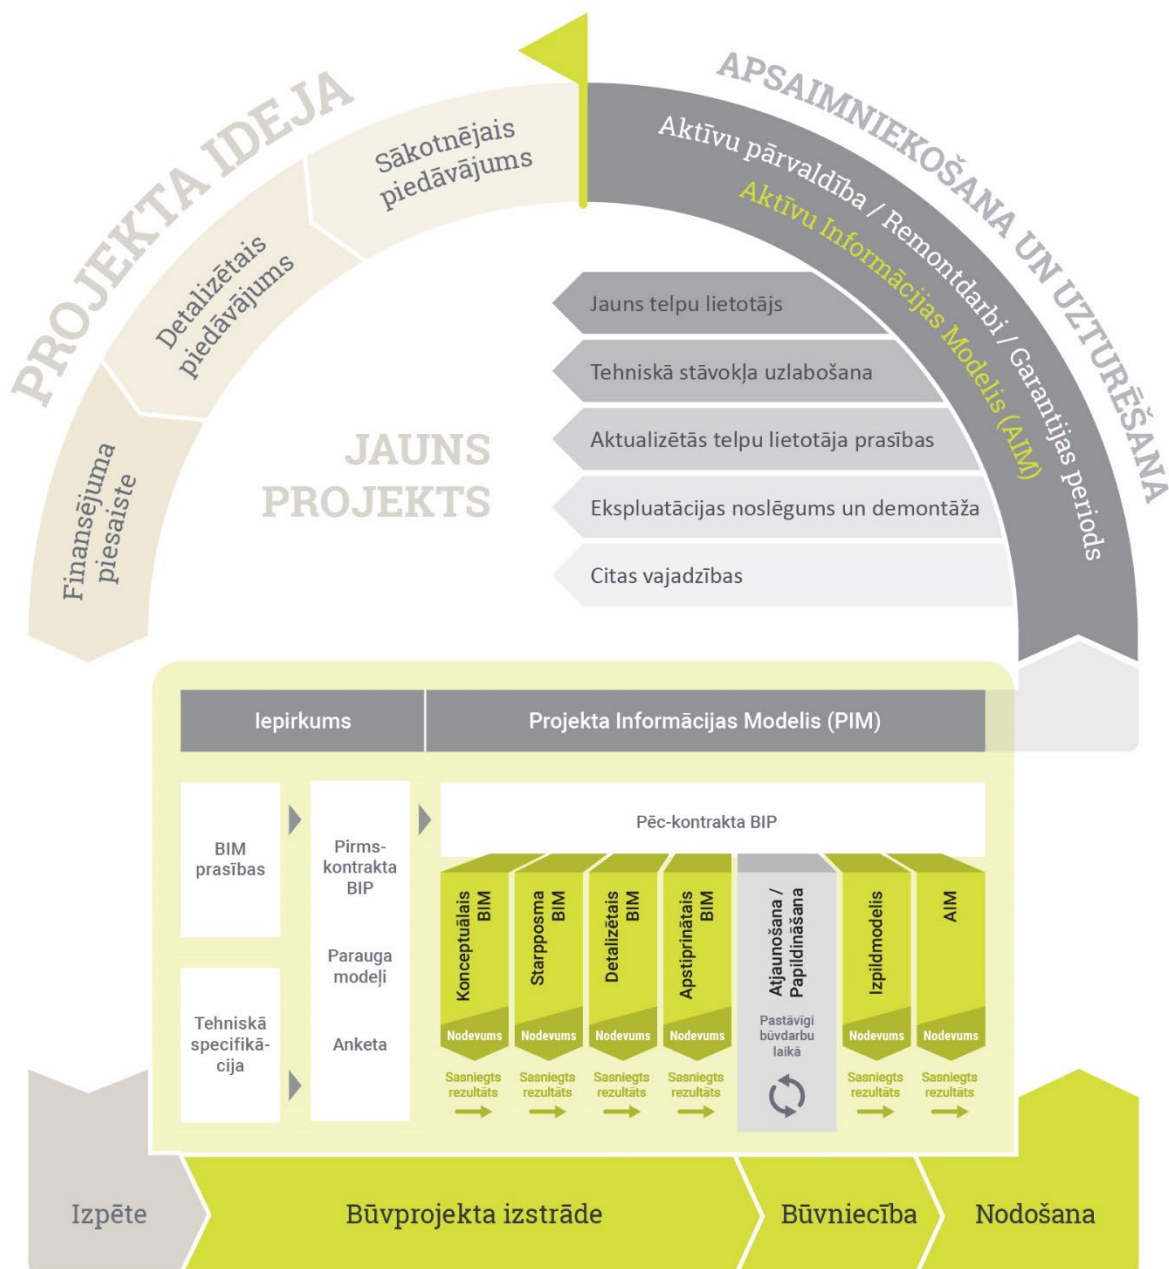 PROJEKTA IDEJA
APSAIMNIEKOŠANA UN UZTURĒŠANA
Sākotnējais
piedāvājums
Detalizētais
piedāvājums
Finansējuma
piesaiste
Aktīvu pārvaldība / Remontdarbi / Garantijas periods
Aktīvu Informācijas Modelis (AIM)
JAUNS
PROJEKTS
Jauns telpu lietotājs
Tehniskā stāvokļa uzlabošana
Aktualizētās telpu lietotāja prasības
Ekspluatācijas noslēgums un demontāža
Citas vajadzības
Iepirkums
Projekta Informācijas Modelis (PIM)
BIM
prasības
Tehniskā
specifikā-
cija
Pirms-
kontrakta
BIP
Parauga
modeļi
Anketa
Pēc-kontrakta BIP
Konceptuālais
BIM
Nodevums
Sasniegts
rezultāts
Starpposma
BIM
Nodevums
Sasniegts
rezultāts
Detalizētais
BIM
Nodevums
Sasniegts
rezultāts
Apstiprinātais
BIM
Nodevums
Sasniegts
rezultāts
Atjaunošana /
Papildināšana
Pastāvīgi
būvdarbu
laikā
Izpildmodelis
Nodevums
Sasniegts
rezultāts
AIM
Nodevums
Sasniegts
rezultāts
Izpēte
Būvprojekta izstrāde
Būvniecība
Nodošana